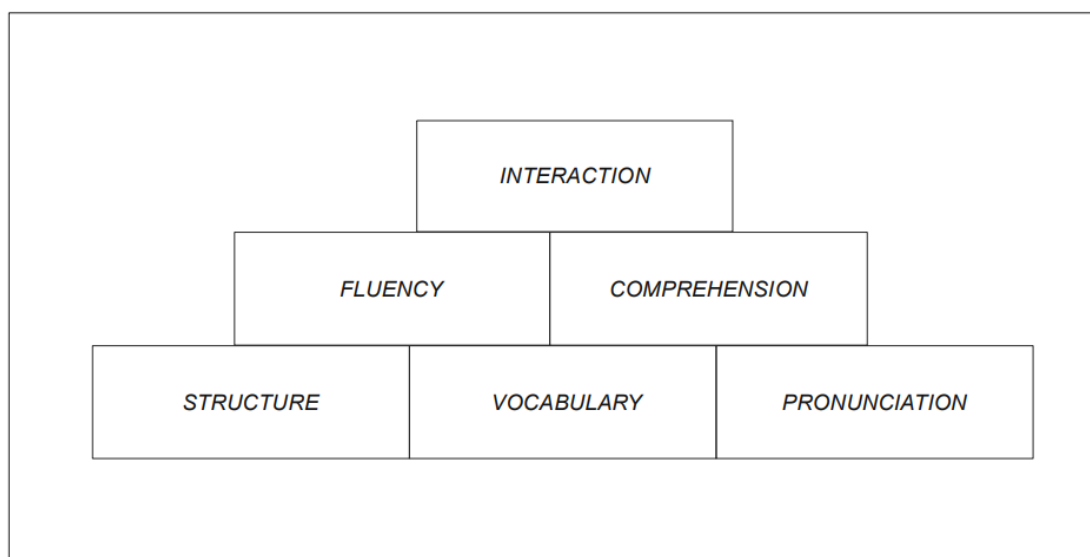 INTERACTION
FLUENCY COMPREHENSION
STRUCTURE VOCABULARY PRONUNCIATION